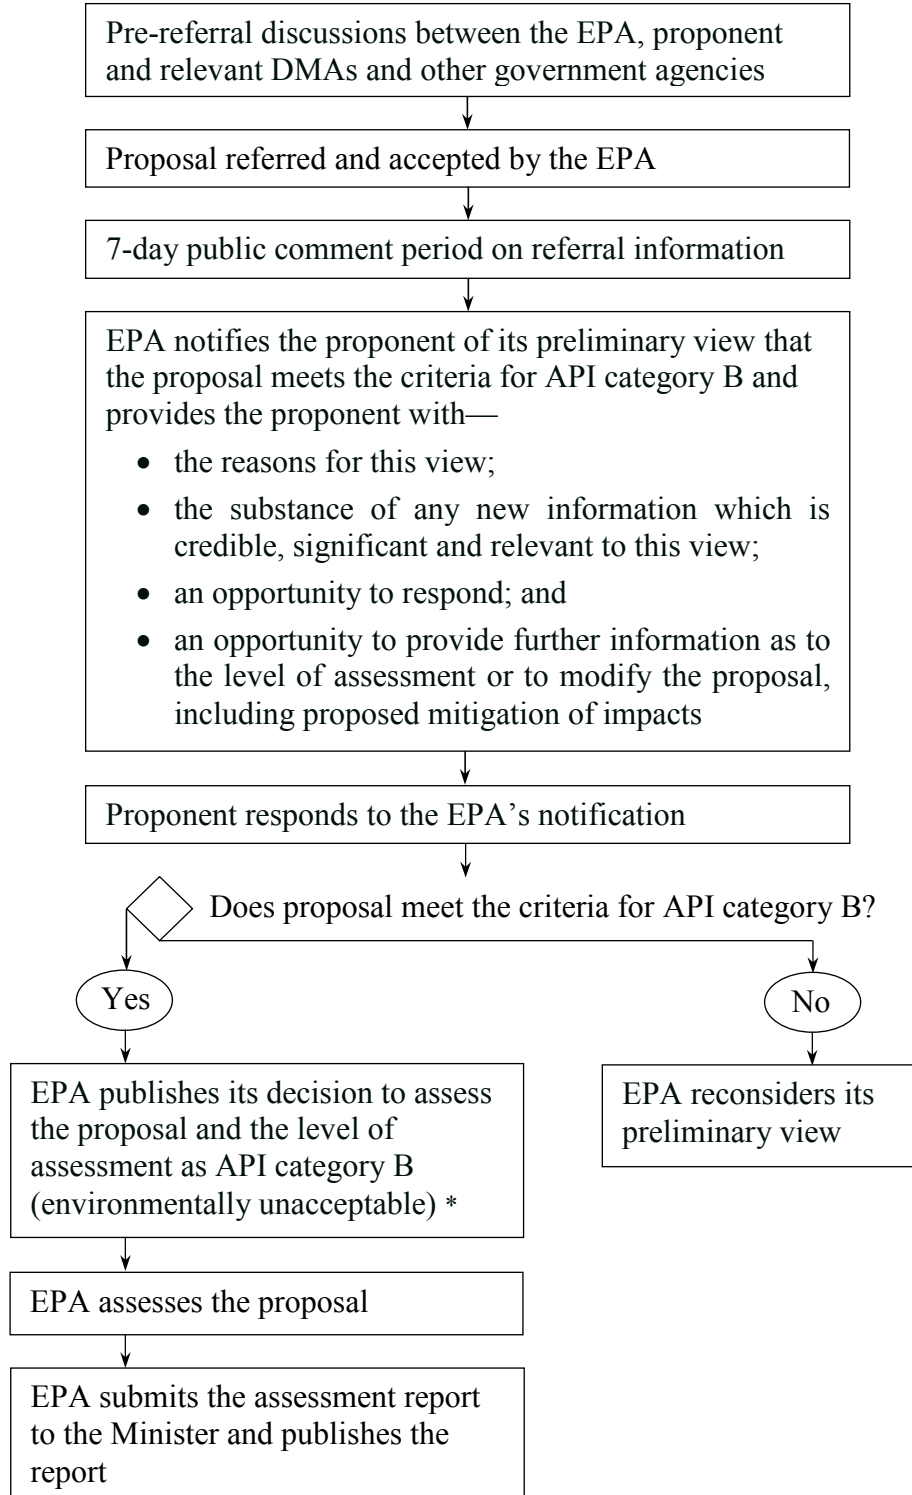 Pre-referral discussions between the EPA, proponent
and relevant DMAs and other government agencies
Proposal referred and accepted by the EPA
7-day public comment period on referral information
EPA notifies the proponent of its preliminary view that
the proposal meets the criteria for API category B and
provides the proponent with—
• the reasons for this view;
• the substance of any new information which is
credible, significant and relevant to this view;
• an opportunity to respond; and
• an opportunity to provide further information as to
the level of assessment or to modify the proposal,
including proposed mitigation of impacts
Proponent responds to the EPA’s notification
Does proposal meet the criteria for API category B?
Yes
No
EPA publishes its decision to assess
the proposal and the level of
assessment as API category B
(environmentally unacceptable) *
EPA reconsiders its
preliminary view
EPA assesses the proposal
EPA submits the assessment report
to the Minister and publishes the
report